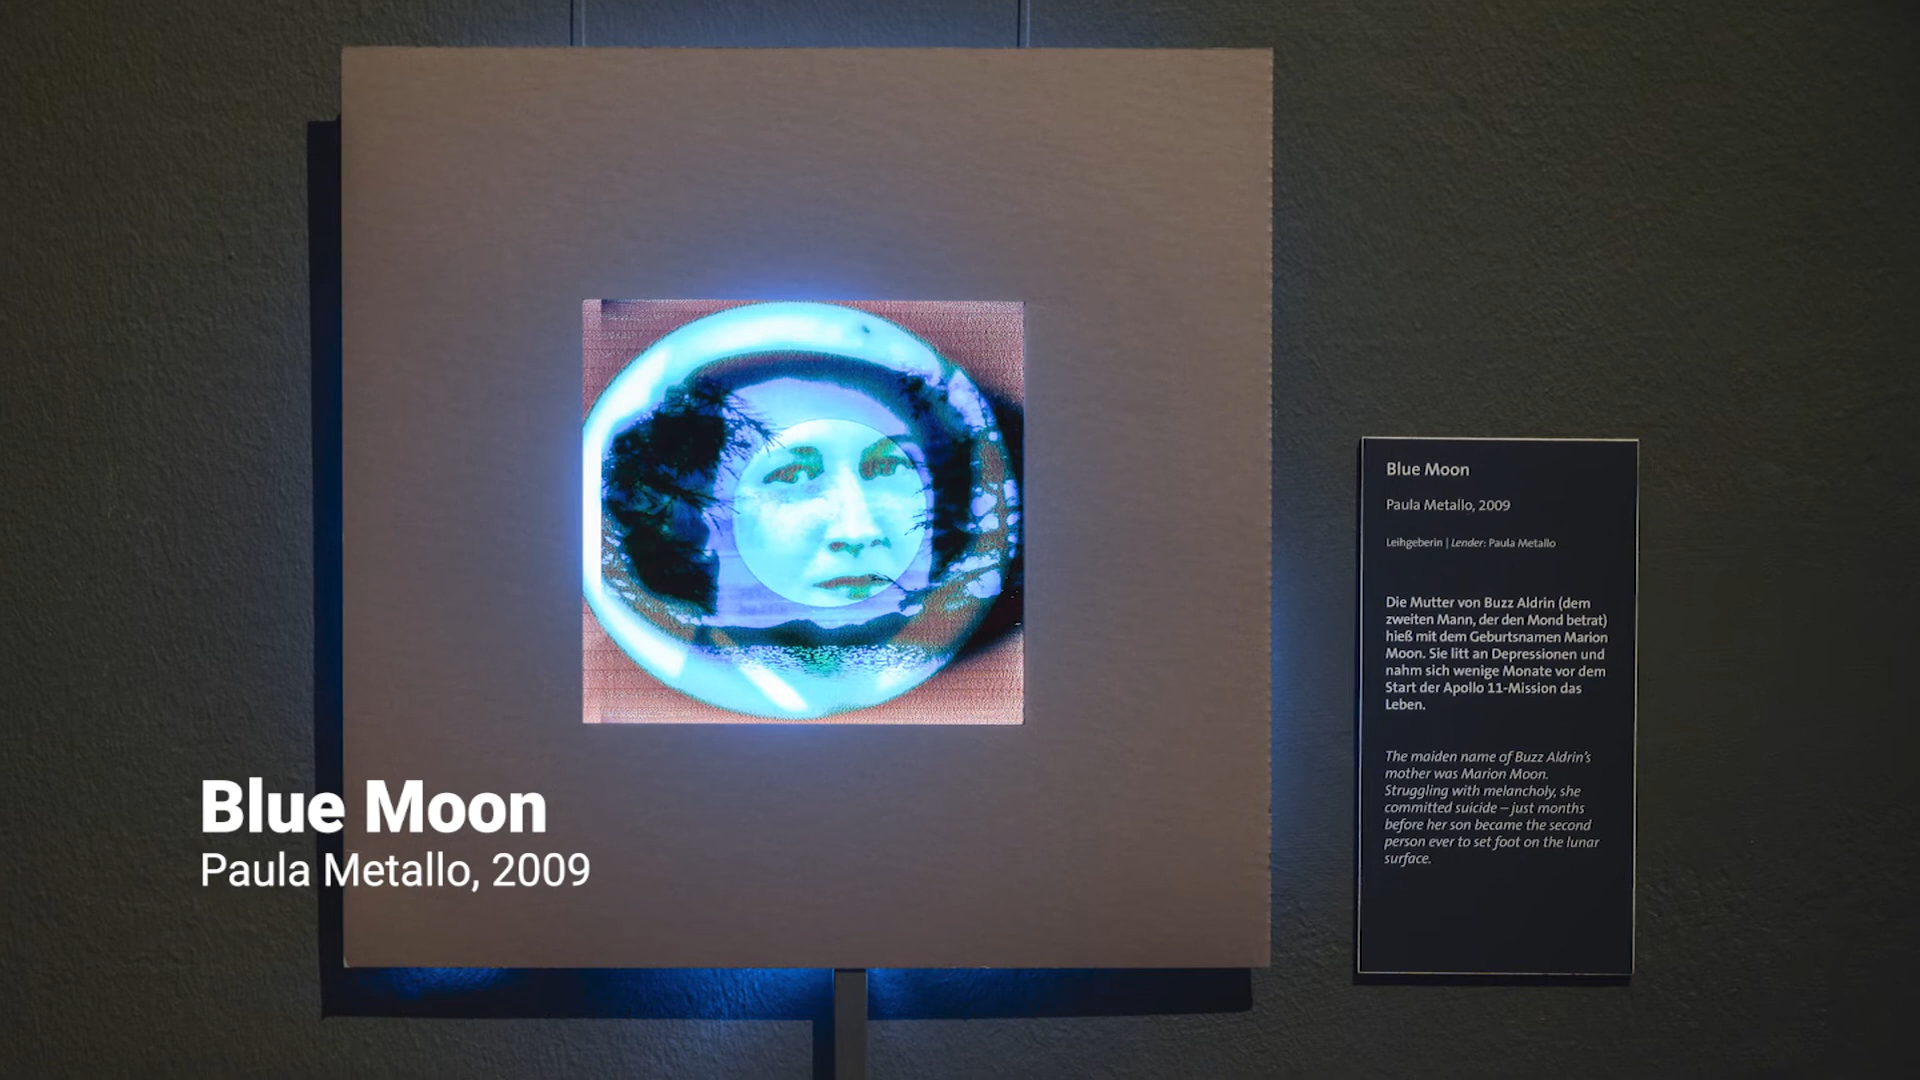 Blue Moon
Paula Metallo, 2009
Blue Moon
Paula Metallo, 2009
Leihgeberin | Lender: Paula Metallo
Die Mutter von Buzz Aldrin (dem
zweiten Mann, der den Mond betrat)
hieß mit dem Geburtsnamen Marion
Moon. Sie litt an Depressionen und
nahm sich wenige Monate vor dem
Start der Apollo 11-Mission das
Leben.
The maiden name of Buzz Aldrin's
mother was Marion Moon.
Struggling with melancholy, she
committed suicide – just months
before her son became the second
person ever to set foot on the lunar
surface.